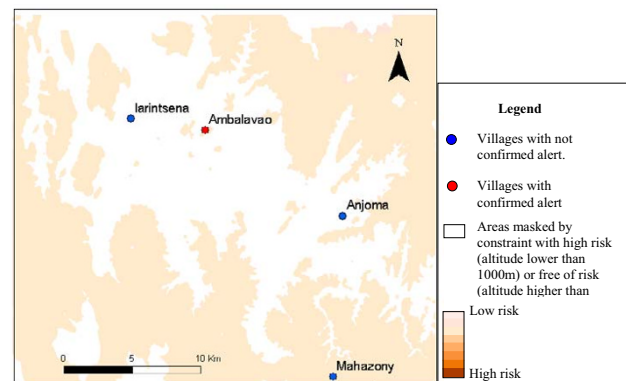 N
Iarintsena
Ambalavao
Anjoma
0 5 10 Km
Mahazony
Legend
Villages with not
confirmed alert.
Villages with
confirmed alert
Areas masked by
constraint with high risk
(altitude lower than
1000m) or free of risk
(altitude higher than
Low risk
High risk